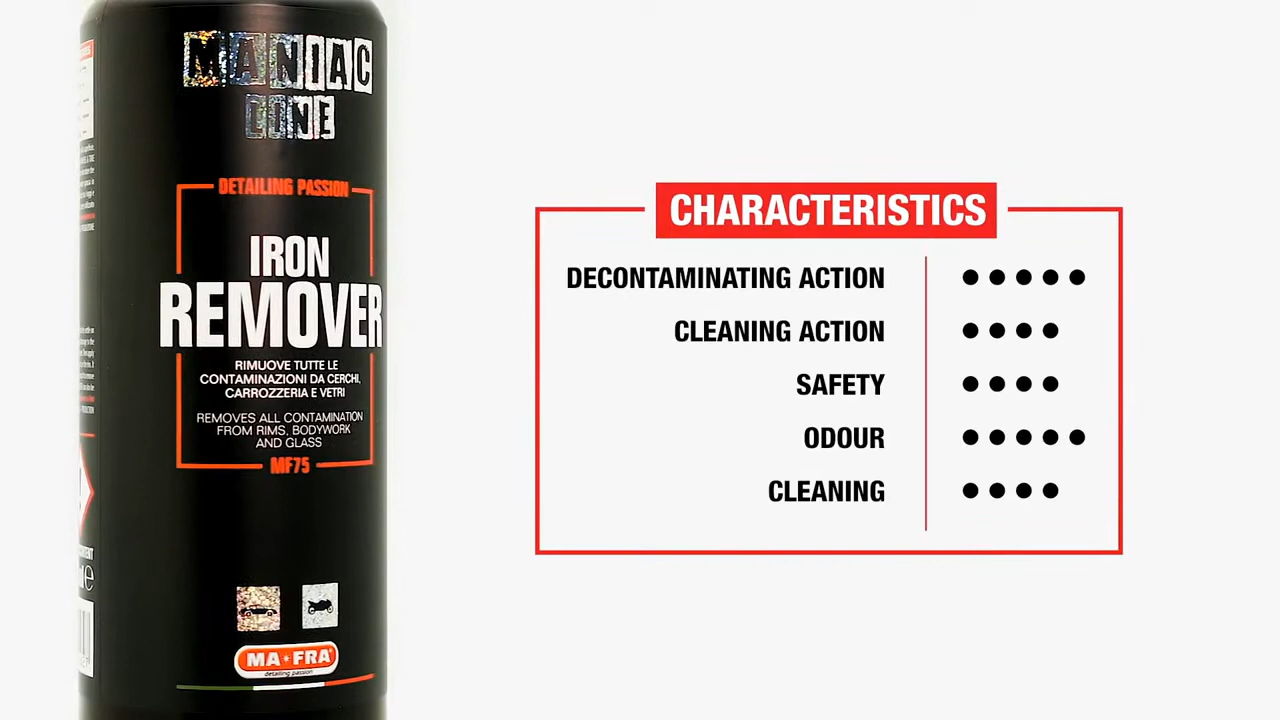 MANIAC
LINE
DETAILING PASSION
IRON
REMOVER
RIMUOVE TUTTE LE
CONTAMINAZIONI DA CERCHI,
CARROZZERIA E VETRI
REMOVES ALL CONTAMINATION
FROM RIMS, BODYWORK
AND GLASS
MF75
MA★FRA®
detailing passion
CHARACTERISTICS
DECONTAMINATING ACTION
CLEANING ACTION
SAFETY
ODOUR
CLEANING